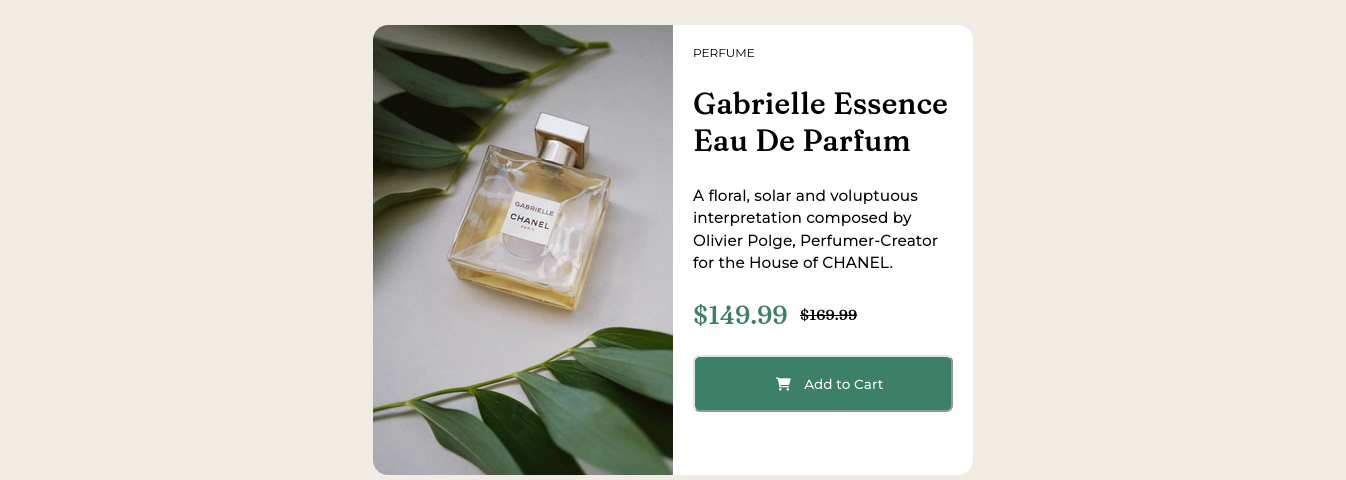 PERFUME
Gabrielle Essence
Eau De Parfum
A floral, solar and voluptuous
interpretation composed by
Olivier Polge, Perfumer-Creator
for the House of CHANEL.
$149.99 $169.99
Add to Cart
GABRIELLE
CHANEL
PARIS